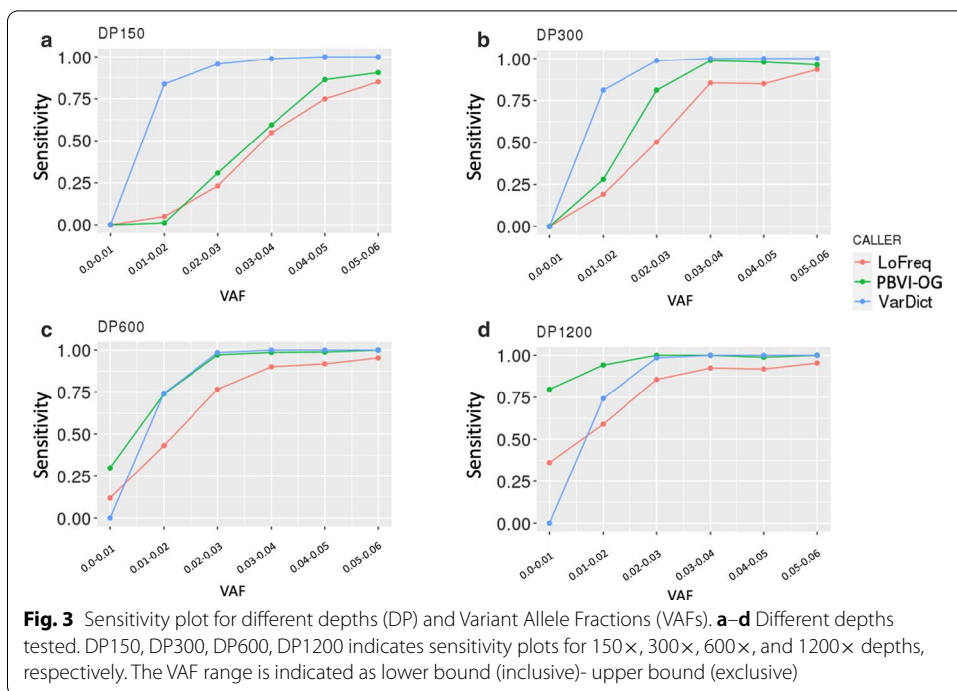 a
DP150
Sensitivity
1.00
0.75
0.50
0.25
0.00
0.0-0.01
0.01-0.02
0.02-0.03
0.03-0.04
0.04-0.05
0.05-0.06
VAF
b
DP300
Sensitivity
1.00
0.75
0.50
0.25
0.00
0.0-0.01
0.01-0.02
0.02-0.03
0.03-0.04
0.04-0.05
0.05-0.06
VAF
CALLER
LoFreq
PBVI-OG
VarDict
c
DP600
Sensitivity
1.00
0.75
0.50
0.25
0.00
0.0-0.01
0.01-0.02
0.02-0.03
0.03-0.04
0.04-0.05
0.05-0.06
VAF
d
DP1200
Sensitivity
1.00
0.75
0.50
0.25
0.00
0.0-0.01
0.01-0.02
0.02-0.03
0.03-0.04
0.04-0.05
0.05-0.06
VAF
Fig. 3 Sensitivity plot for different depths (DP) and Variant Allele Fractions (VAFs). a–d Different depths
tested. DP150, DP300, DP600, DP1200 indicates sensitivity plots for 150×, 300×, 600×, and 1200× depths,
respectively. The VAF range is indicated as lower bound (inclusive)- upper bound (exclusive)